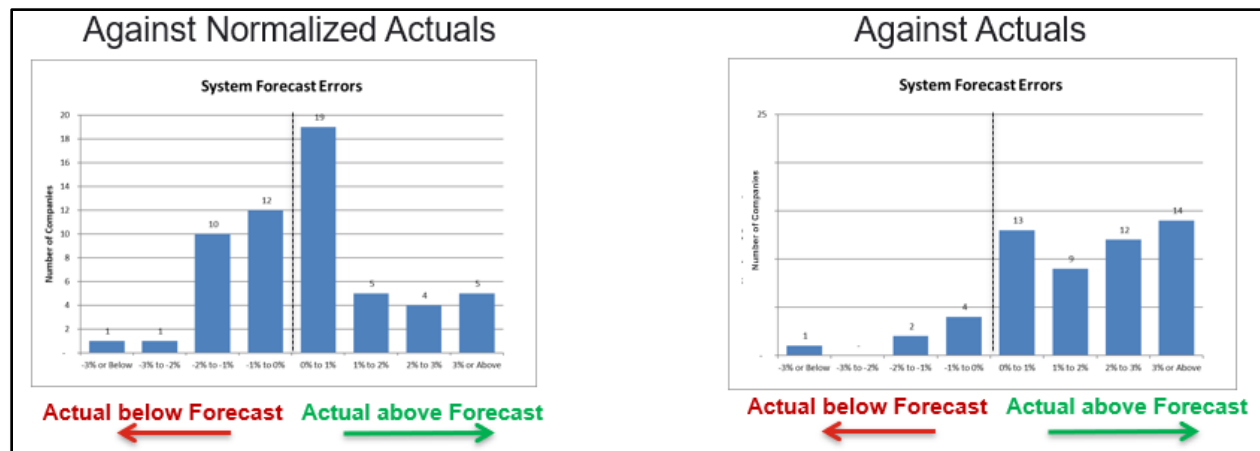 Against Normalized Actuals
System Forecast Errors
Number of Companies
20
18
16
14
12
10
8
6
4
2
-
1
1
10
12
19
5
4
5
-3% or Below
-3% to -2%
-2% to -1%
-1% to 0%
0% to 1%
1% to 2%
2% to 3%
3% or Above
Actual below Forecast
Actual above Forecast
Against Actuals
System Forecast Errors
Number of Companies
25
-
1
-
2
4
13
9
12
14
-3% or Below
-3% to -2%
-2% to -1%
-1% to 0%
0% to 1%
1% to 2%
2% to 3%
3% or Above
Actual below Forecast
Actual above Forecast